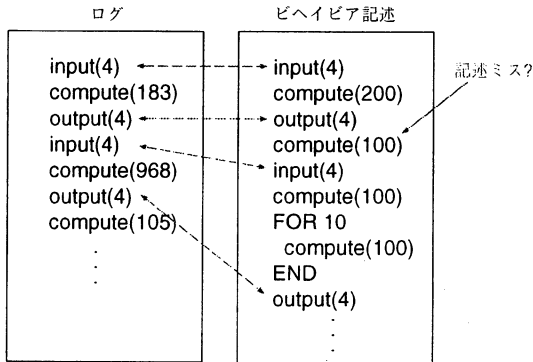 ログ
input(4)
compute(183)
output(4)
input(4)
compute(968)
output(4)
compute(105)
ビヘイビア記述
input(4)
compute(200)
output(4)
compute(100)
input(4)
compute(100)
FOR 10
compute(100)
END
output(4)
記述ミス?